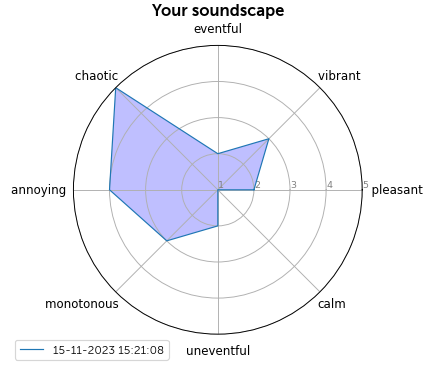 Your soundscape
eventful
chaotic
vibrant
annoying
1
2
3
4
5
pleasant
monotonous
calm
uneventful
15-11-2023 15:21:08